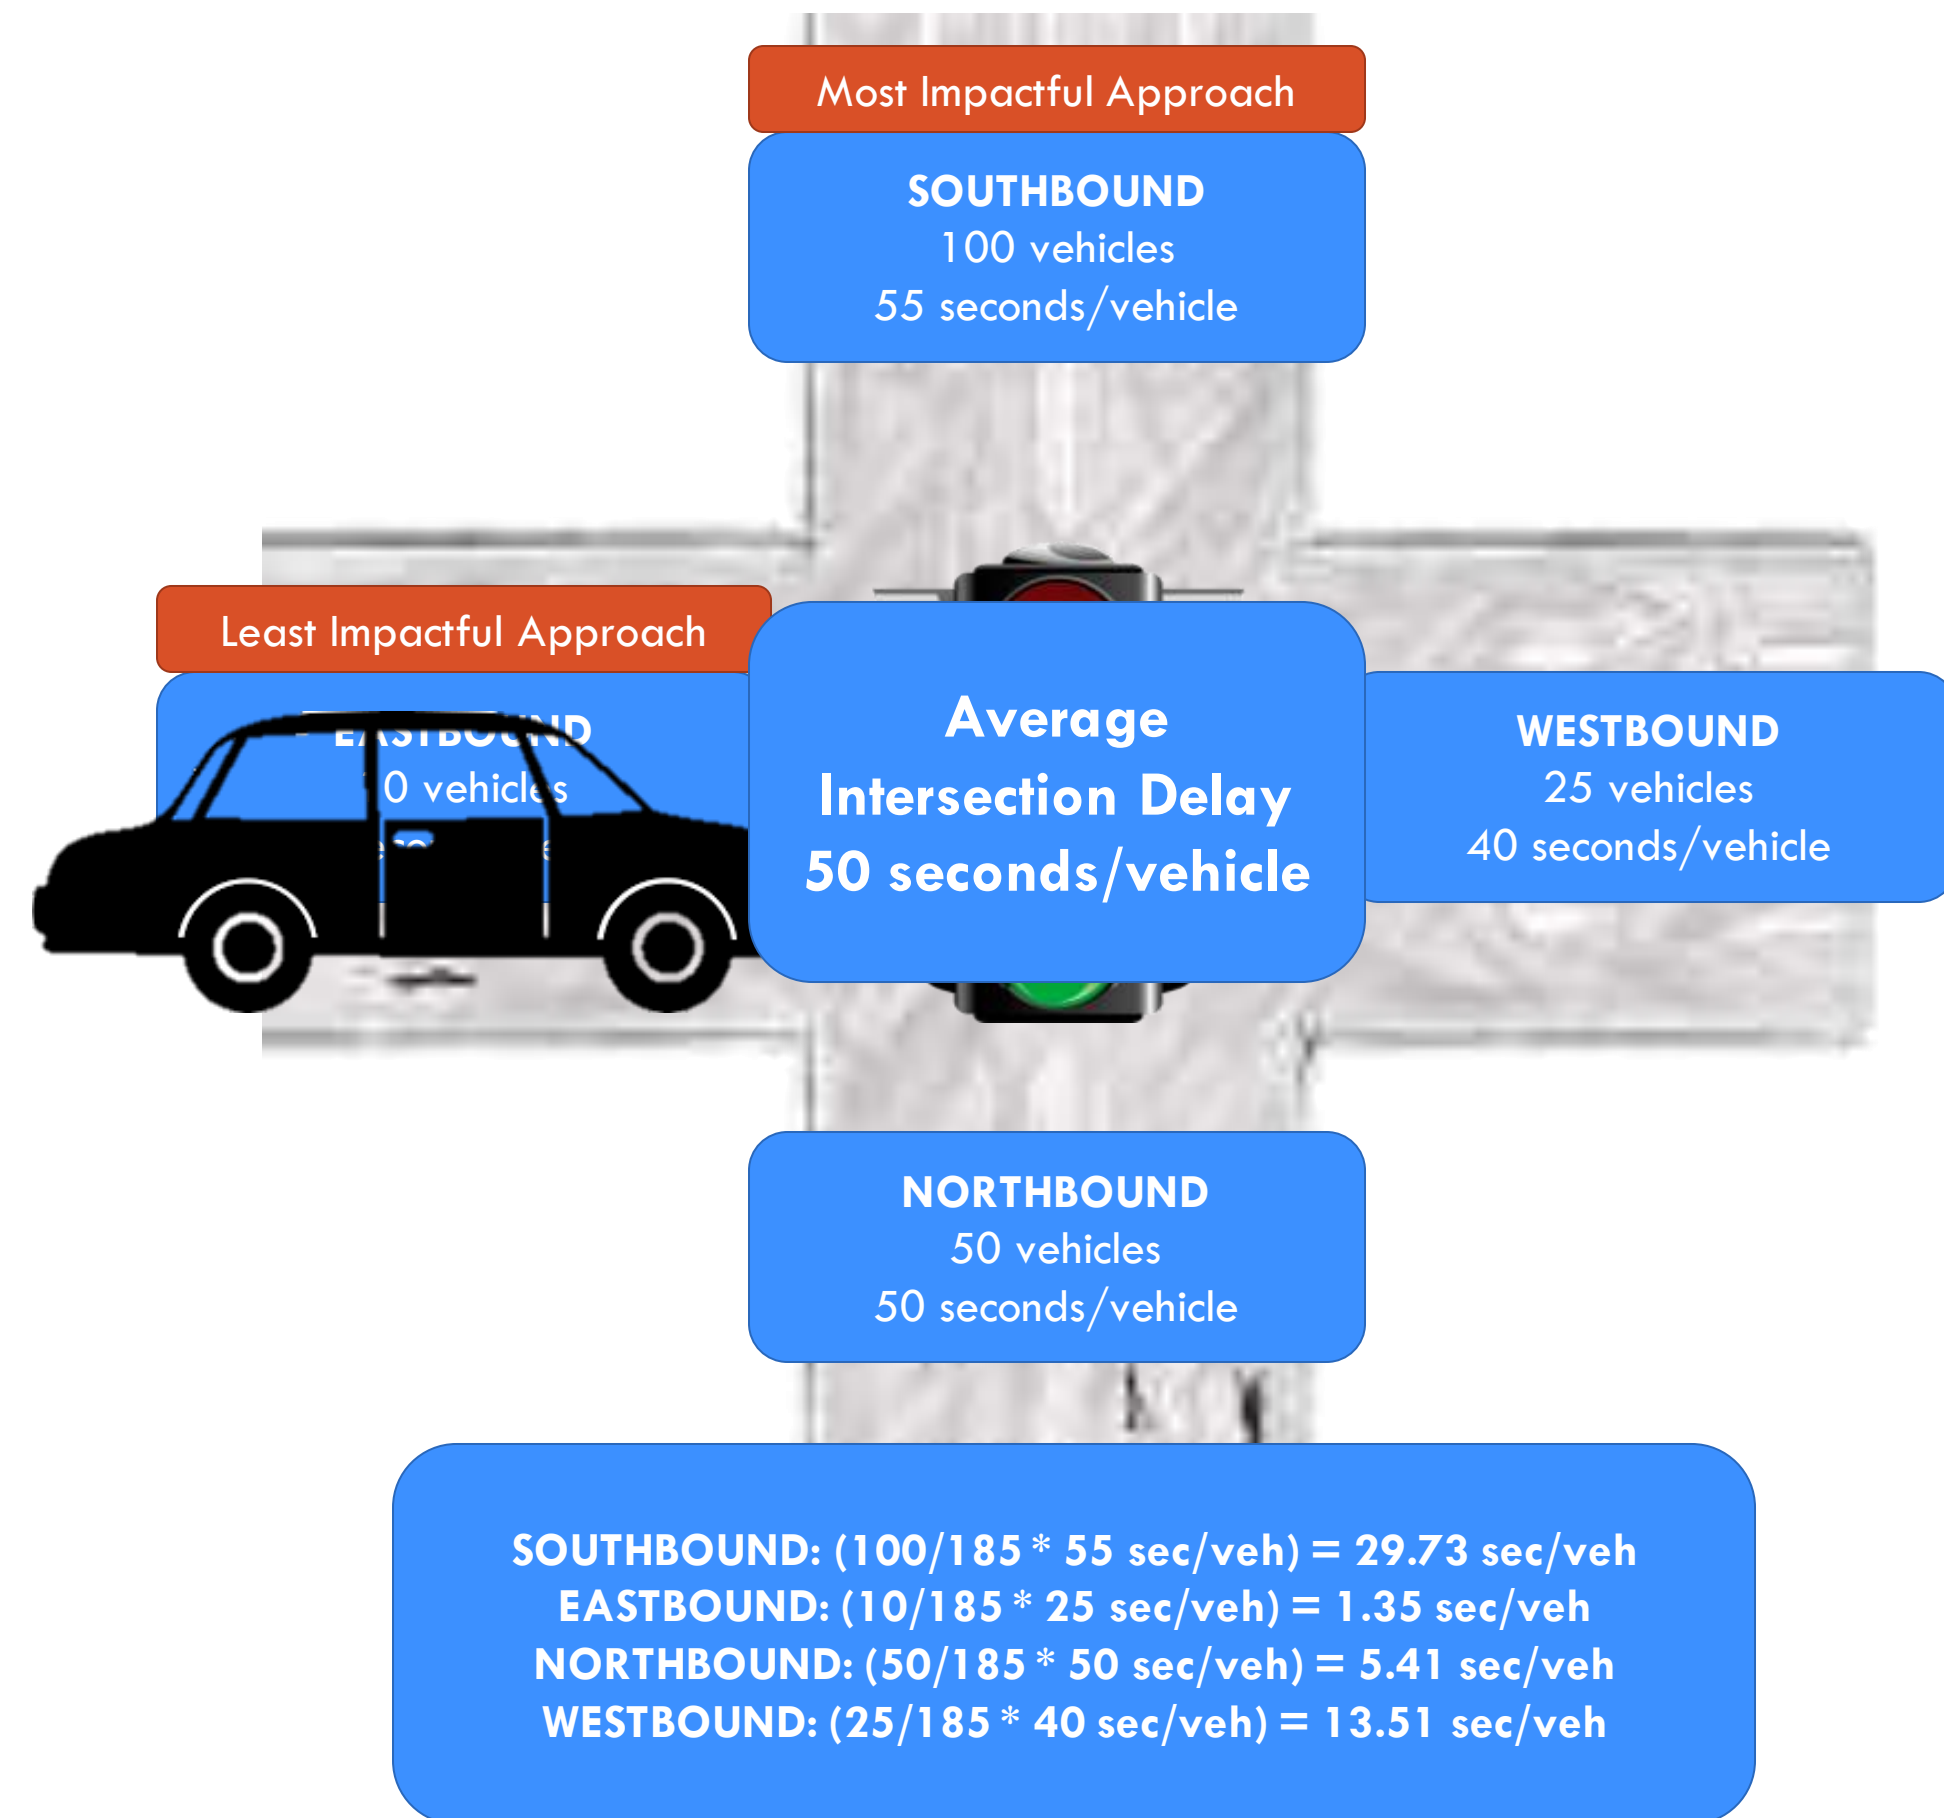 Most Impactful Approach
SOUTHBOUND
100 vehicles
55 seconds/vehicle
Least Impactful Approach
EASTBOUND
vehicles
Average
Intersection Delay
50 seconds/vehicle
WESTBOUND
25 vehicles
40 seconds/vehicle
NORTHBOUND
50 vehicles
50 seconds/vehicle
SOUTHBOUND: (100/185 * 55 sec/veh) = 29.73 sec/veh
EASTBOUND: (10/185 * 25 sec/veh) = 1.35 sec/veh
NORTHBOUND: (50/185 * 50 sec/veh) = 5.41 sec/veh
WESTBOUND: (25/185 * 40 sec/veh) = 13.51 sec/veh